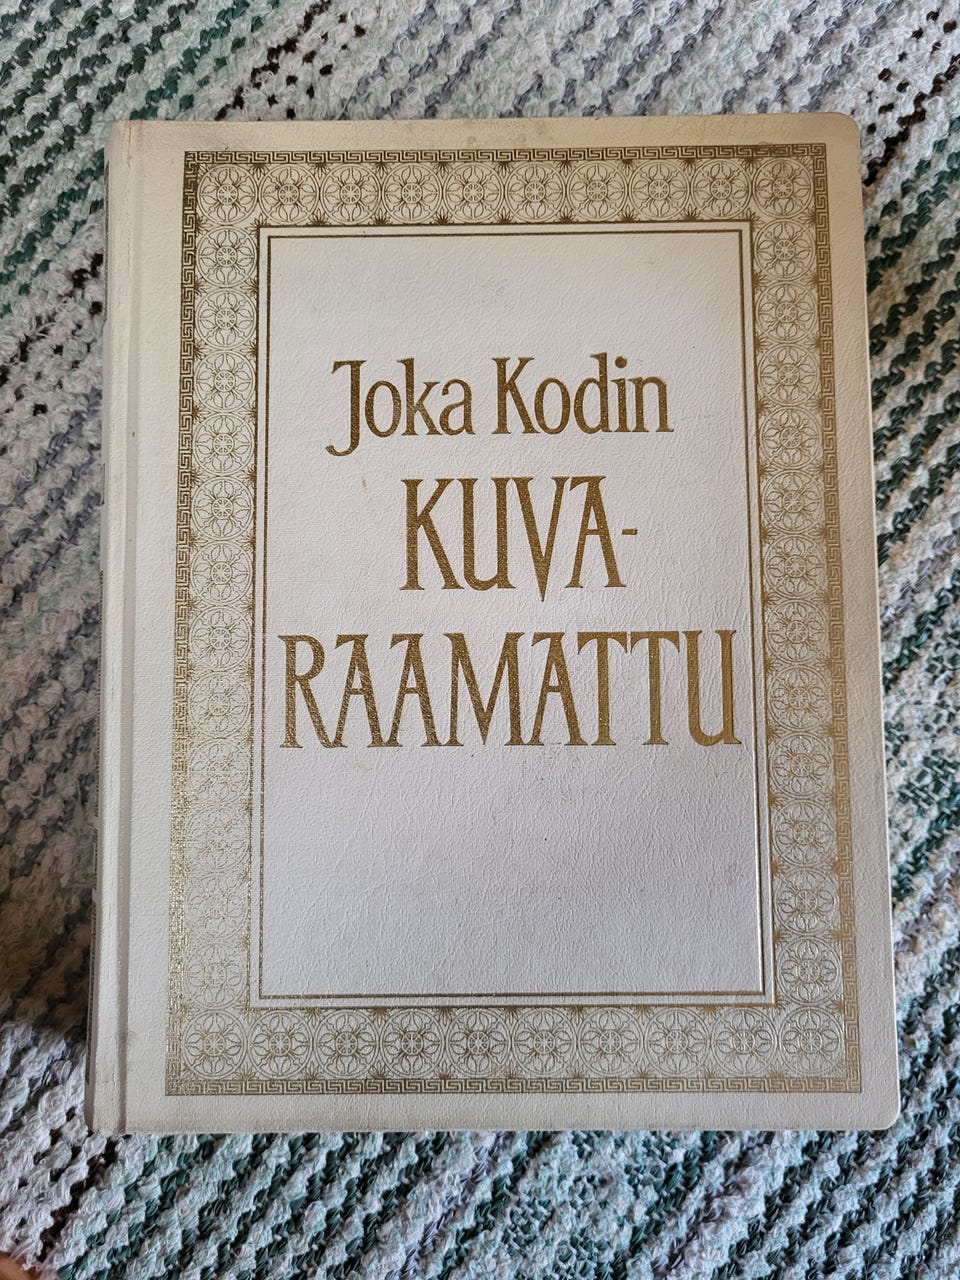 Joka Kodin
KUVA-
RAAMATTU